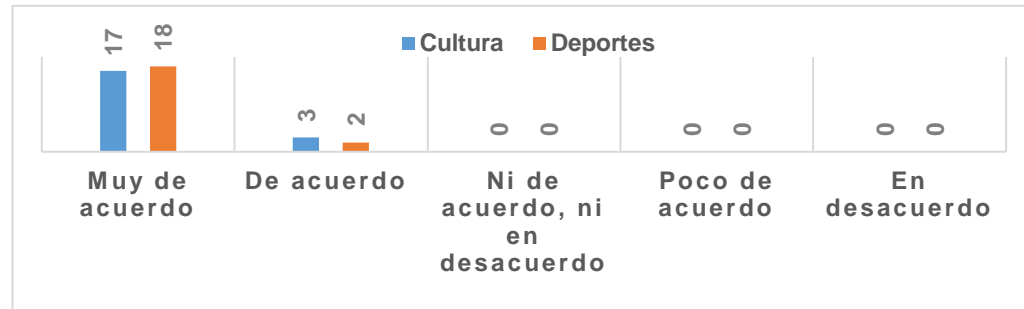 Cultura Deportes
17 18 3 2 0 0 0 0 0 0
Muy de acuerdo
De acuerdo
Ni de acuerdo, ni en desacuerdo
Poco de acuerdo
En desacuerdo